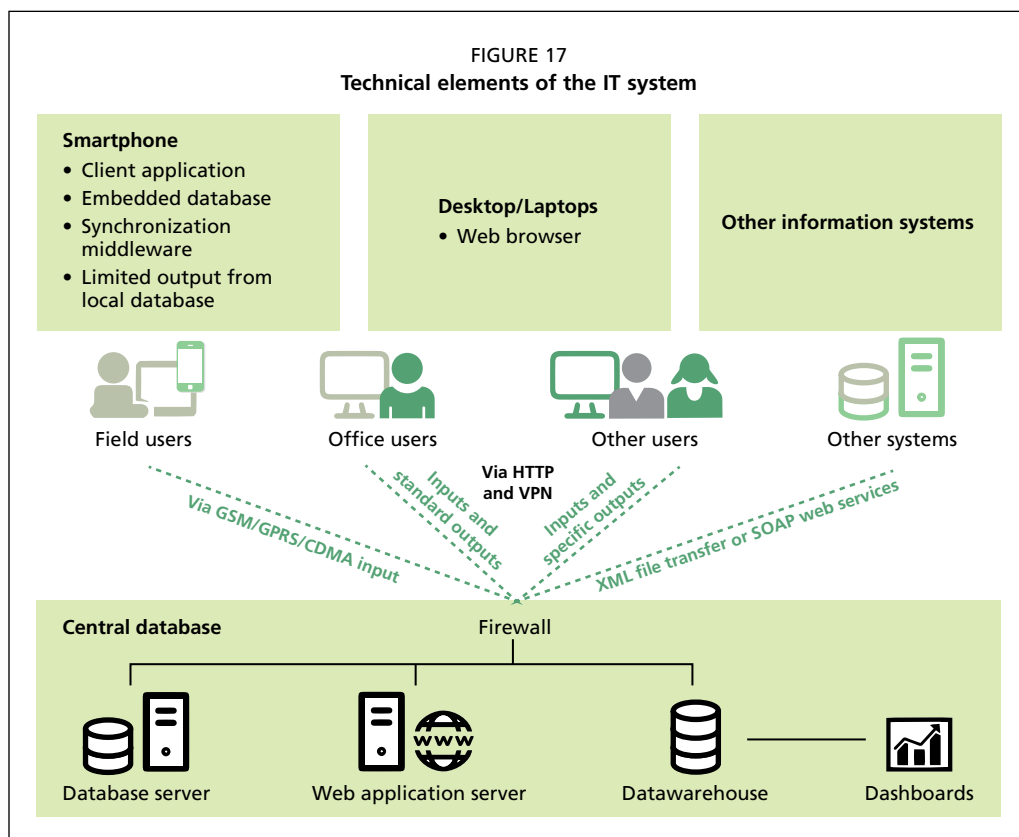 FIGURE 17
Technical elements of the IT system
Smartphone
• Client application
• Embedded database
• Synchronization
middleware
• Limited output from
local database
Desktop/Laptops
• Web browser
Other information systems
Field users
Office users
Other users
Other systems
Via HTTP
and VPN
Via GSM/GPRS/CDMA input
Inputs and
standard outputs
Inputs and
specific outputs
XML file transfer or SOAP web services
Central database
Firewall
www
Database server
Web application server
Datawarehouse
Dashboards